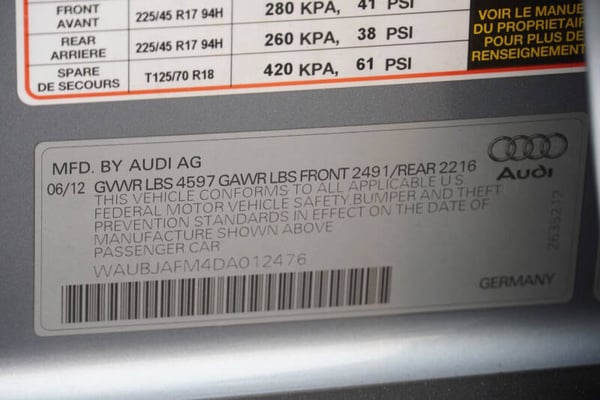 FRONT
AVANT
225/45 R17 94H
280 KPA, 41 PSI
REAR
ARRIERE
225/45 R17 94H
260 KPA, 38 PSI
SPARE
DE SECOURS
T125/70 R18
420 KPA, 61 PSI
VOIR LE MANUE
DU PROPRIETAIR
POUR PLUS DE
RENSEIGNEMENT
MFD. BY AUDI AG
06/12 GVWR LBS 4597 GAWR LBS FRONT 2491/REAR 2216
THIS VEHICLE CONFORMS TO ALL APPLICABLE U S
FEDERAL MOTOR VEHICLE SAFETY,BUMPER AND THEFT
PREVENTION STANDARDS IN EFFECT ON THE DATE OF
MANUFACTURE SHOWN ABOVE
PASSENGER CAR
WAUBJAFM4DA012476
Audi
GERMANY